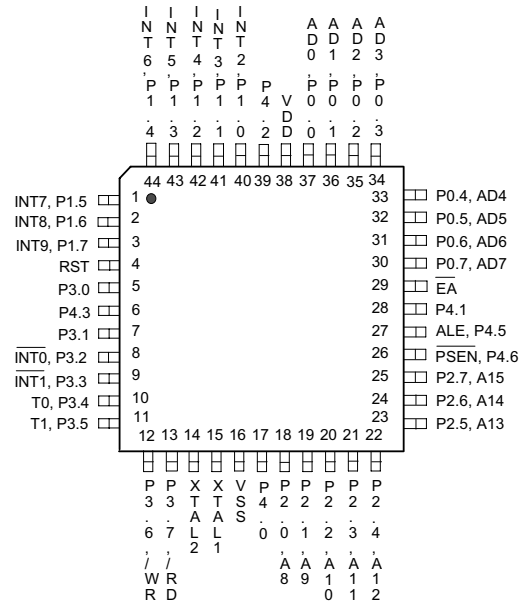 INT6, P1.4
INT5, P1.3
INT4, P1.2
INT3, P1.1
INT2, P1.0
P4.2
VDD
AD0, P0.0
AD1, P0.1
AD2, P0.2
AD3, P0.3
44 43 42 41 40 39 38 37 36 35 34
INT7, P1.5 1
INT8, P1.6 2
INT9, P1.7 3
RST 4
P3.0 5
P4.3 6
P3.1 7
INT0, P3.2 8
INT1, P3.3 9
T0, P3.4 10
T1, P3.5 11
33 P0.4, AD4
32 P0.5, AD5
31 P0.6, AD6
30 P0.7, AD7
29 EA
28 P4.1
27 ALE, P4.5
26 PSEN, P4.6
25 P2.7, A15
24 P2.6, A14
23 P2.5, A13
12 13 14 15 16 17 18 19 20 21 22
P3.6, /WR
P3.7, /RD
XTAL2
XTAL1
VSS
P4.0
P2.0, A8
P2.1, A9
P2.2, A10
P2.3, A11
P2.4, A12